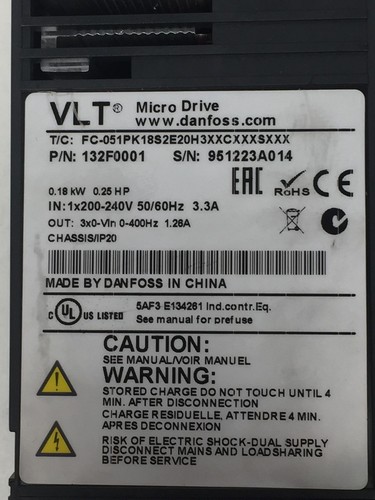 VLT® Micro Drive
www.danfoss.com
T/C: FC-051PK18S2E20H3XXCXXXSXXX
P/N: 132F0001 S/N: 951223A014
0.18 kW 0.25 HP
IN:1x200-240V 50/60Hz 3.3A
OUT: 3x0-Vin 0-400Hz 1.26A
CHASSIS/IP20
EAC RoHS CE
MADE BY DANFOSS IN CHINA
c UL US LISTED 5AF3 E134261 Ind.contr.Eq.
See manual for prefuse
CAUTION:
SEE MANUAL/VOIR MANUEL
WARNING:
STORED CHARGE DO NOT TOUCH UNTIL 4
MIN. AFTER DISCONNECTION
CHARGE RESIDUELLE, ATTENDRE 4 MIN.
APRES DECONNEXION
RISK OF ELECTRIC SHOCK-DUAL SUPPLY
DISCONNECT MAINS AND LOADSHARING
BEFORE SERVICE